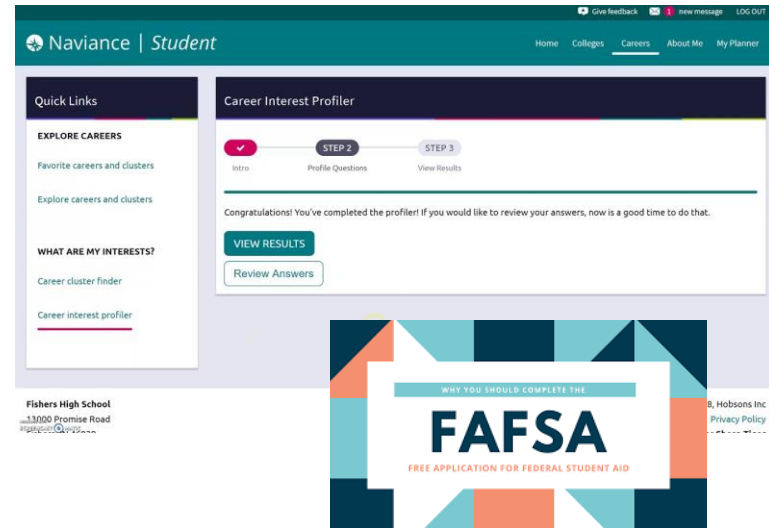 Give feedback 1 new message LOG OUT
Naviance | Student
Home Colleges Careers About Me My Planner
Quick Links
EXPLORE CAREERS
Favorite careers and clusters
Explore careers and clusters
WHAT ARE MY INTERESTS?
Career cluster finder
Career interest profiler
Career Interest Profiler
STEP 2 STEP 3
Intro Profile Questions View Results
Congratulations! You've completed the profiler! If you would like to review your answers, now is a good time to do that.
VIEW RESULTS
Review Answers
Fishers High School
13000 Promise Road
8, Hobsons Inc
Privacy Policy
WHY YOU SHOULD COMPLETE THE
FAFSA
FREE APPLICATION FOR FEDERAL STUDENT AID